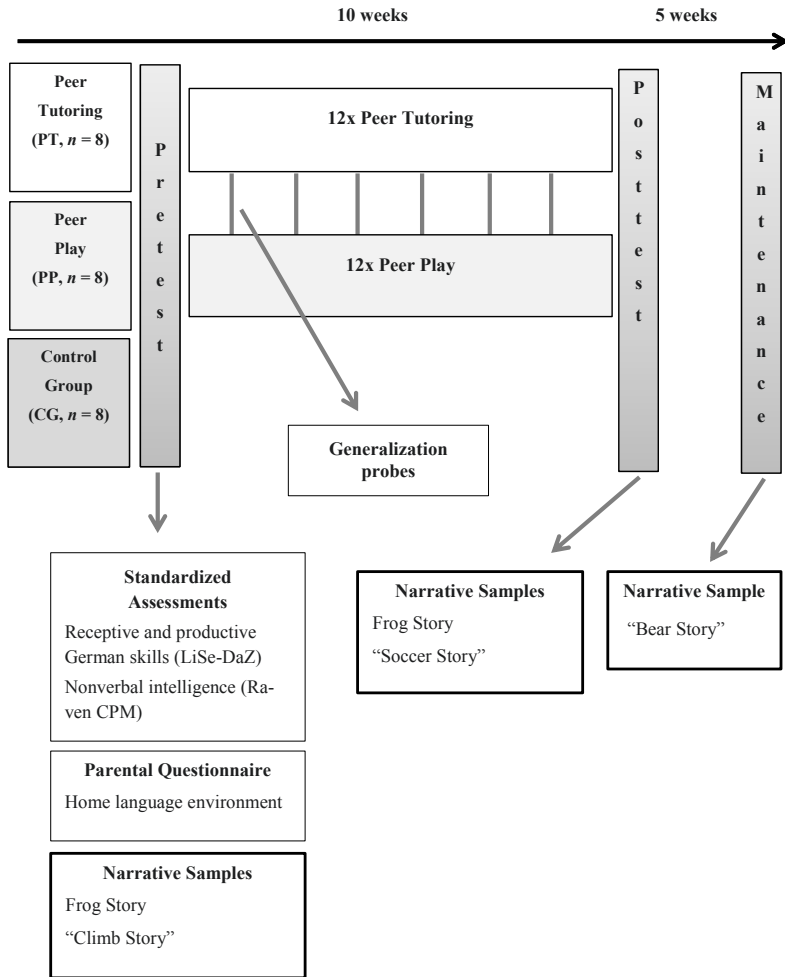 10 weeks
5 weeks
Peer
Tutoring
(PT, n = 8)
Peer
Play
(PP, n = 8)
Control
Group
(CG, n = 8)
Pretest
12x Peer Tutoring
12x Peer Play
Posttest
Maintenance
Generalization
probes
Standardized
Assessments
Receptive and productive
German skills (LiSe-DaZ)
Nonverbal intelligence (Ra-
ven CPM)
Parental Questionnaire
Home language environment
Narrative Samples
Frog Story
“Climb Story”
Narrative Samples
Frog Story
“Soccer Story”
Narrative Sample
“Bear Story”